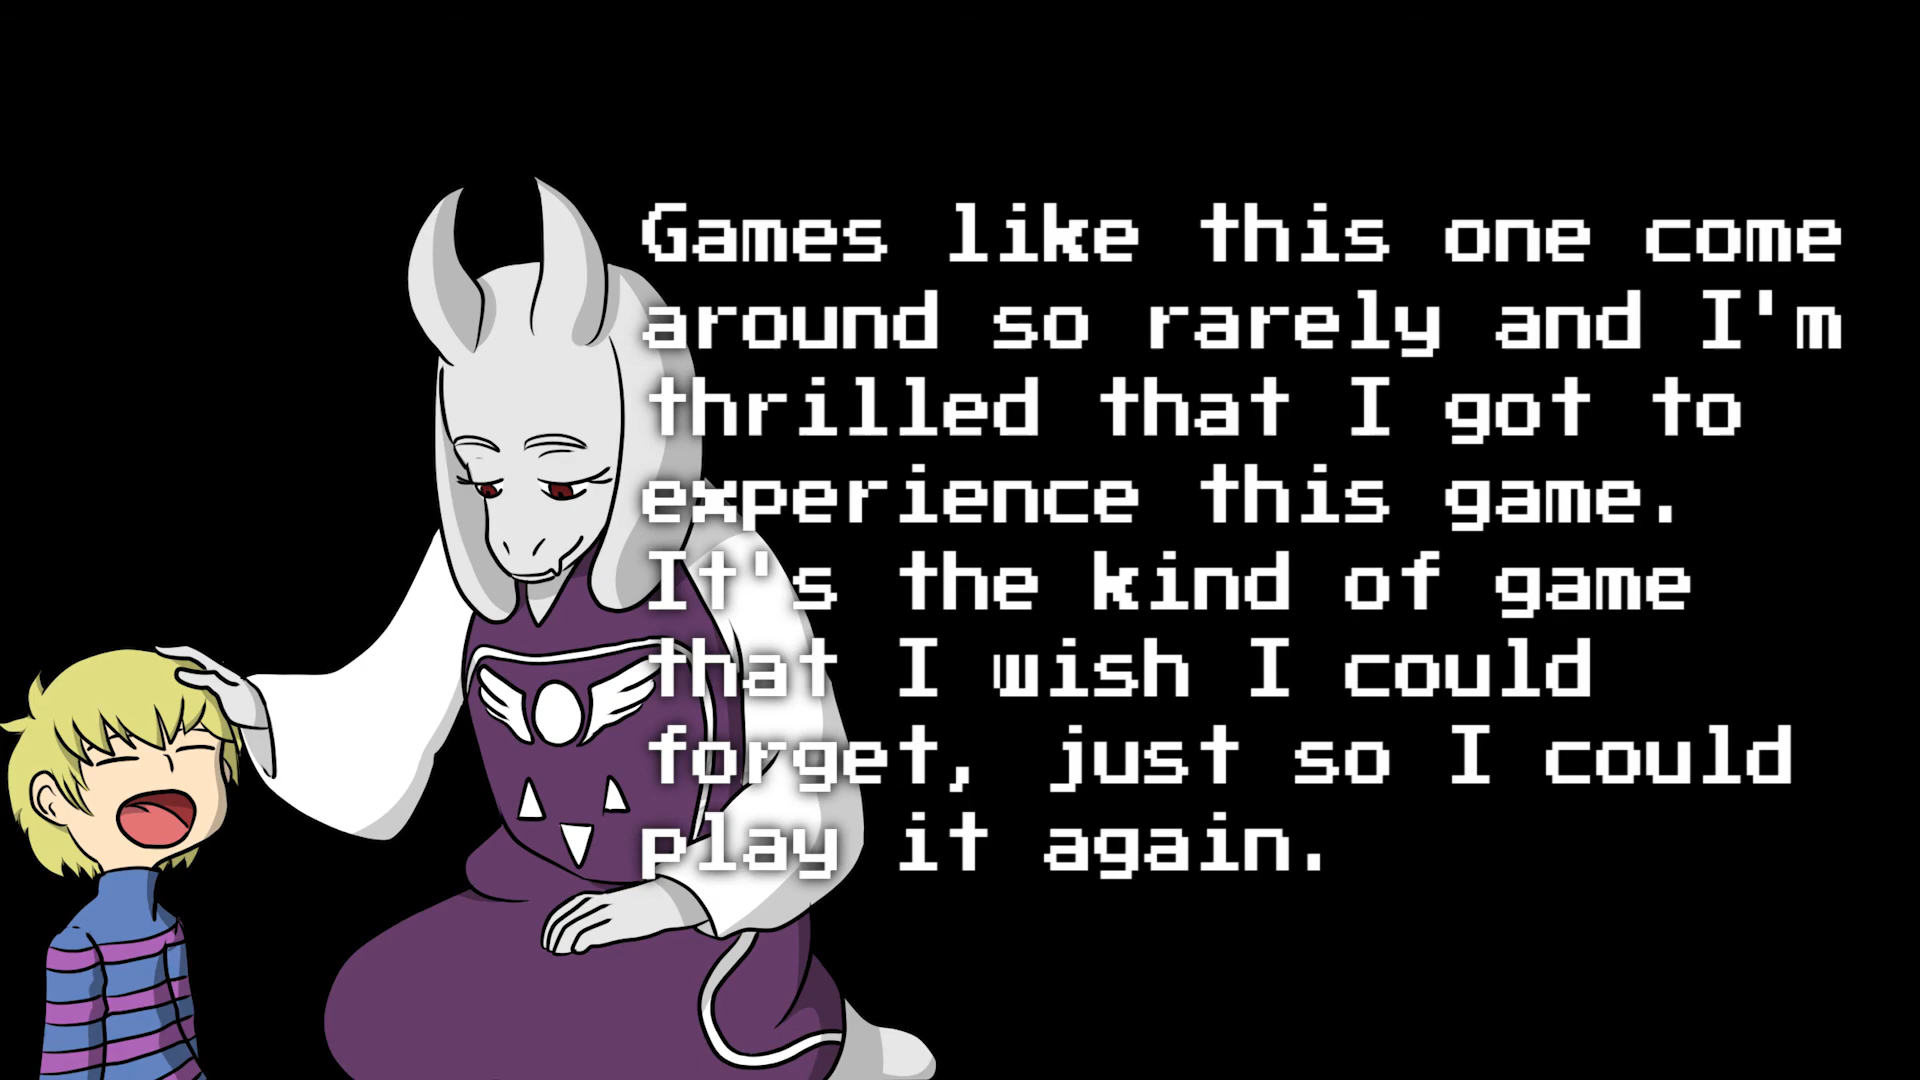 Games like this one come
around so rarely and I'm
thrilled that I got to
experience this game.
It's the kind of game
that I wish I could
forget, just so I could
play it again.